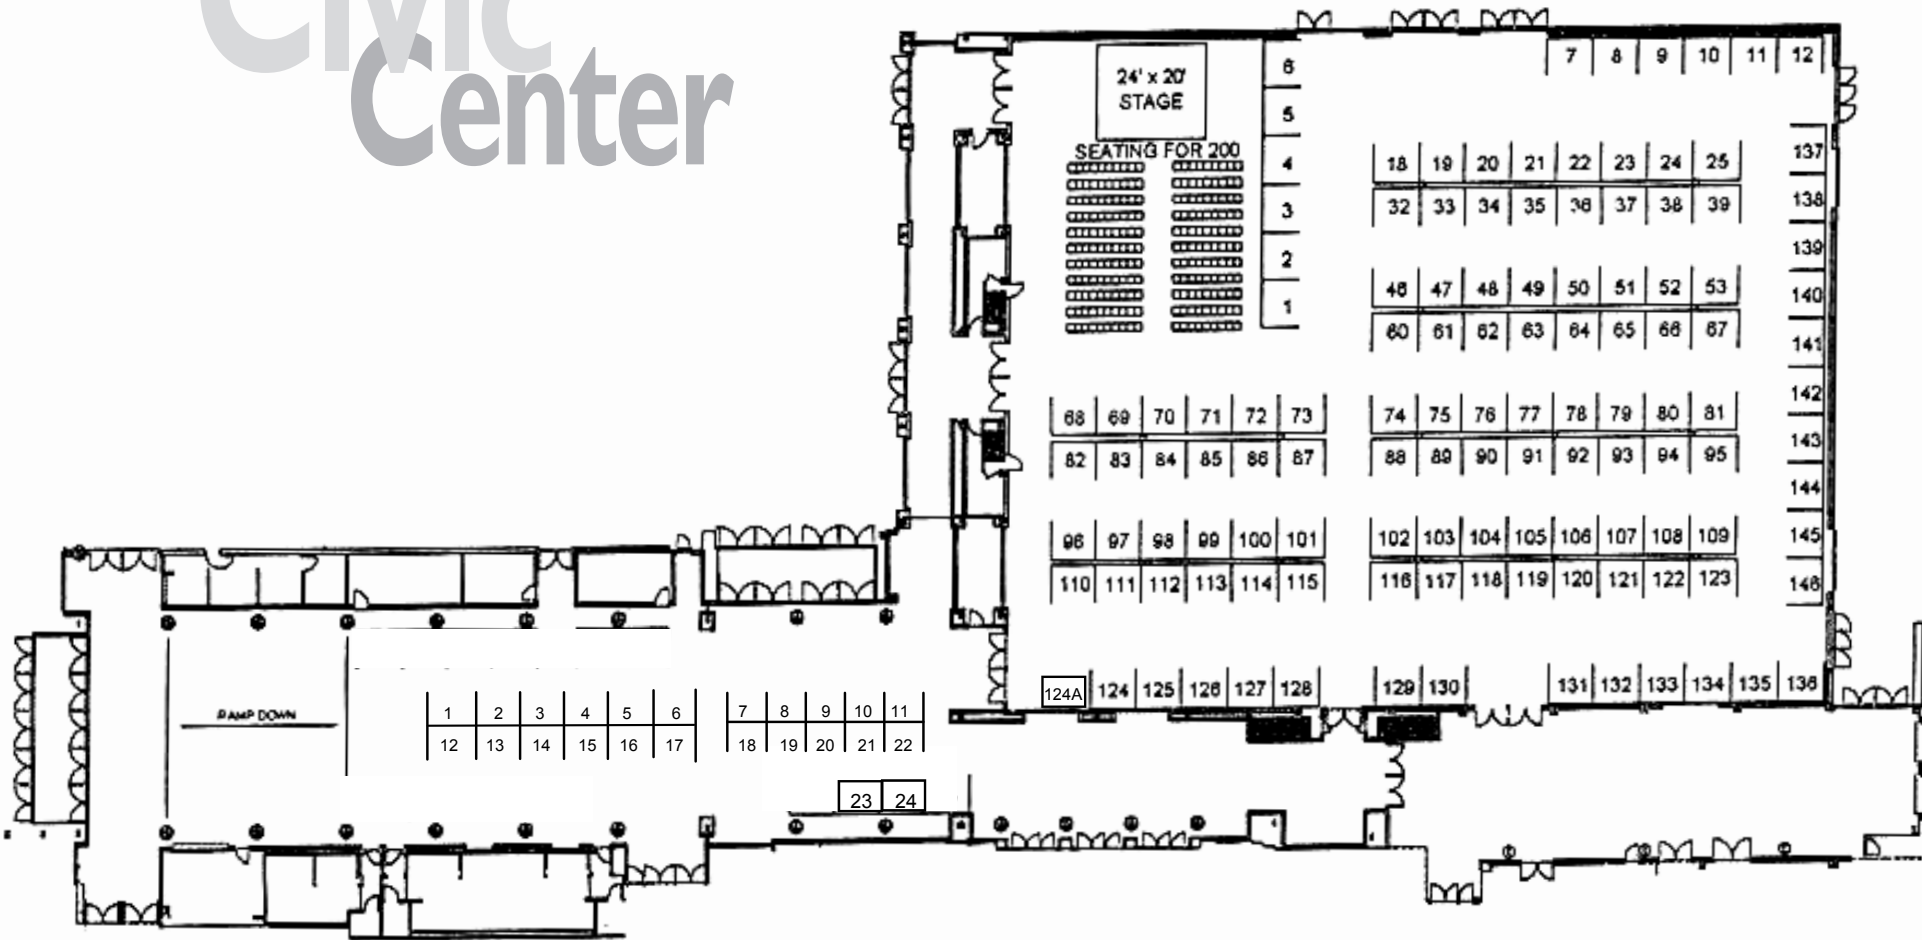 Civic
Center
24' x 20'
STAGE
SEATING FOR 200
6
5
4
3
2
1
7 8 9 10 11 12
18 19 20 21 22 23 24 25
32 33 34 35 36 37 38 39
46 47 48 49 50 51 52 53
60 61 62 63 64 65 66 67
68 69 70 71 72 73
74 75 76 77 78 79 80 81
82 83 84 85 86 87
88 89 90 91 92 93 94 95
96 97 98 99 100 101
102 103 104 105 106 107 108 109
110 111 112 113 114 115
116 117 118 119 120 121 122 123
124A 124 125 126 127 128
129 130
131 132 133 134 135 136
137
138
139
140
141
142
143
144
145
146
RAMP DOWN
1 2 3 4 5 6
12 13 14 15 16 17
7 8 9 10 11
18 19 20 21 22
23 24